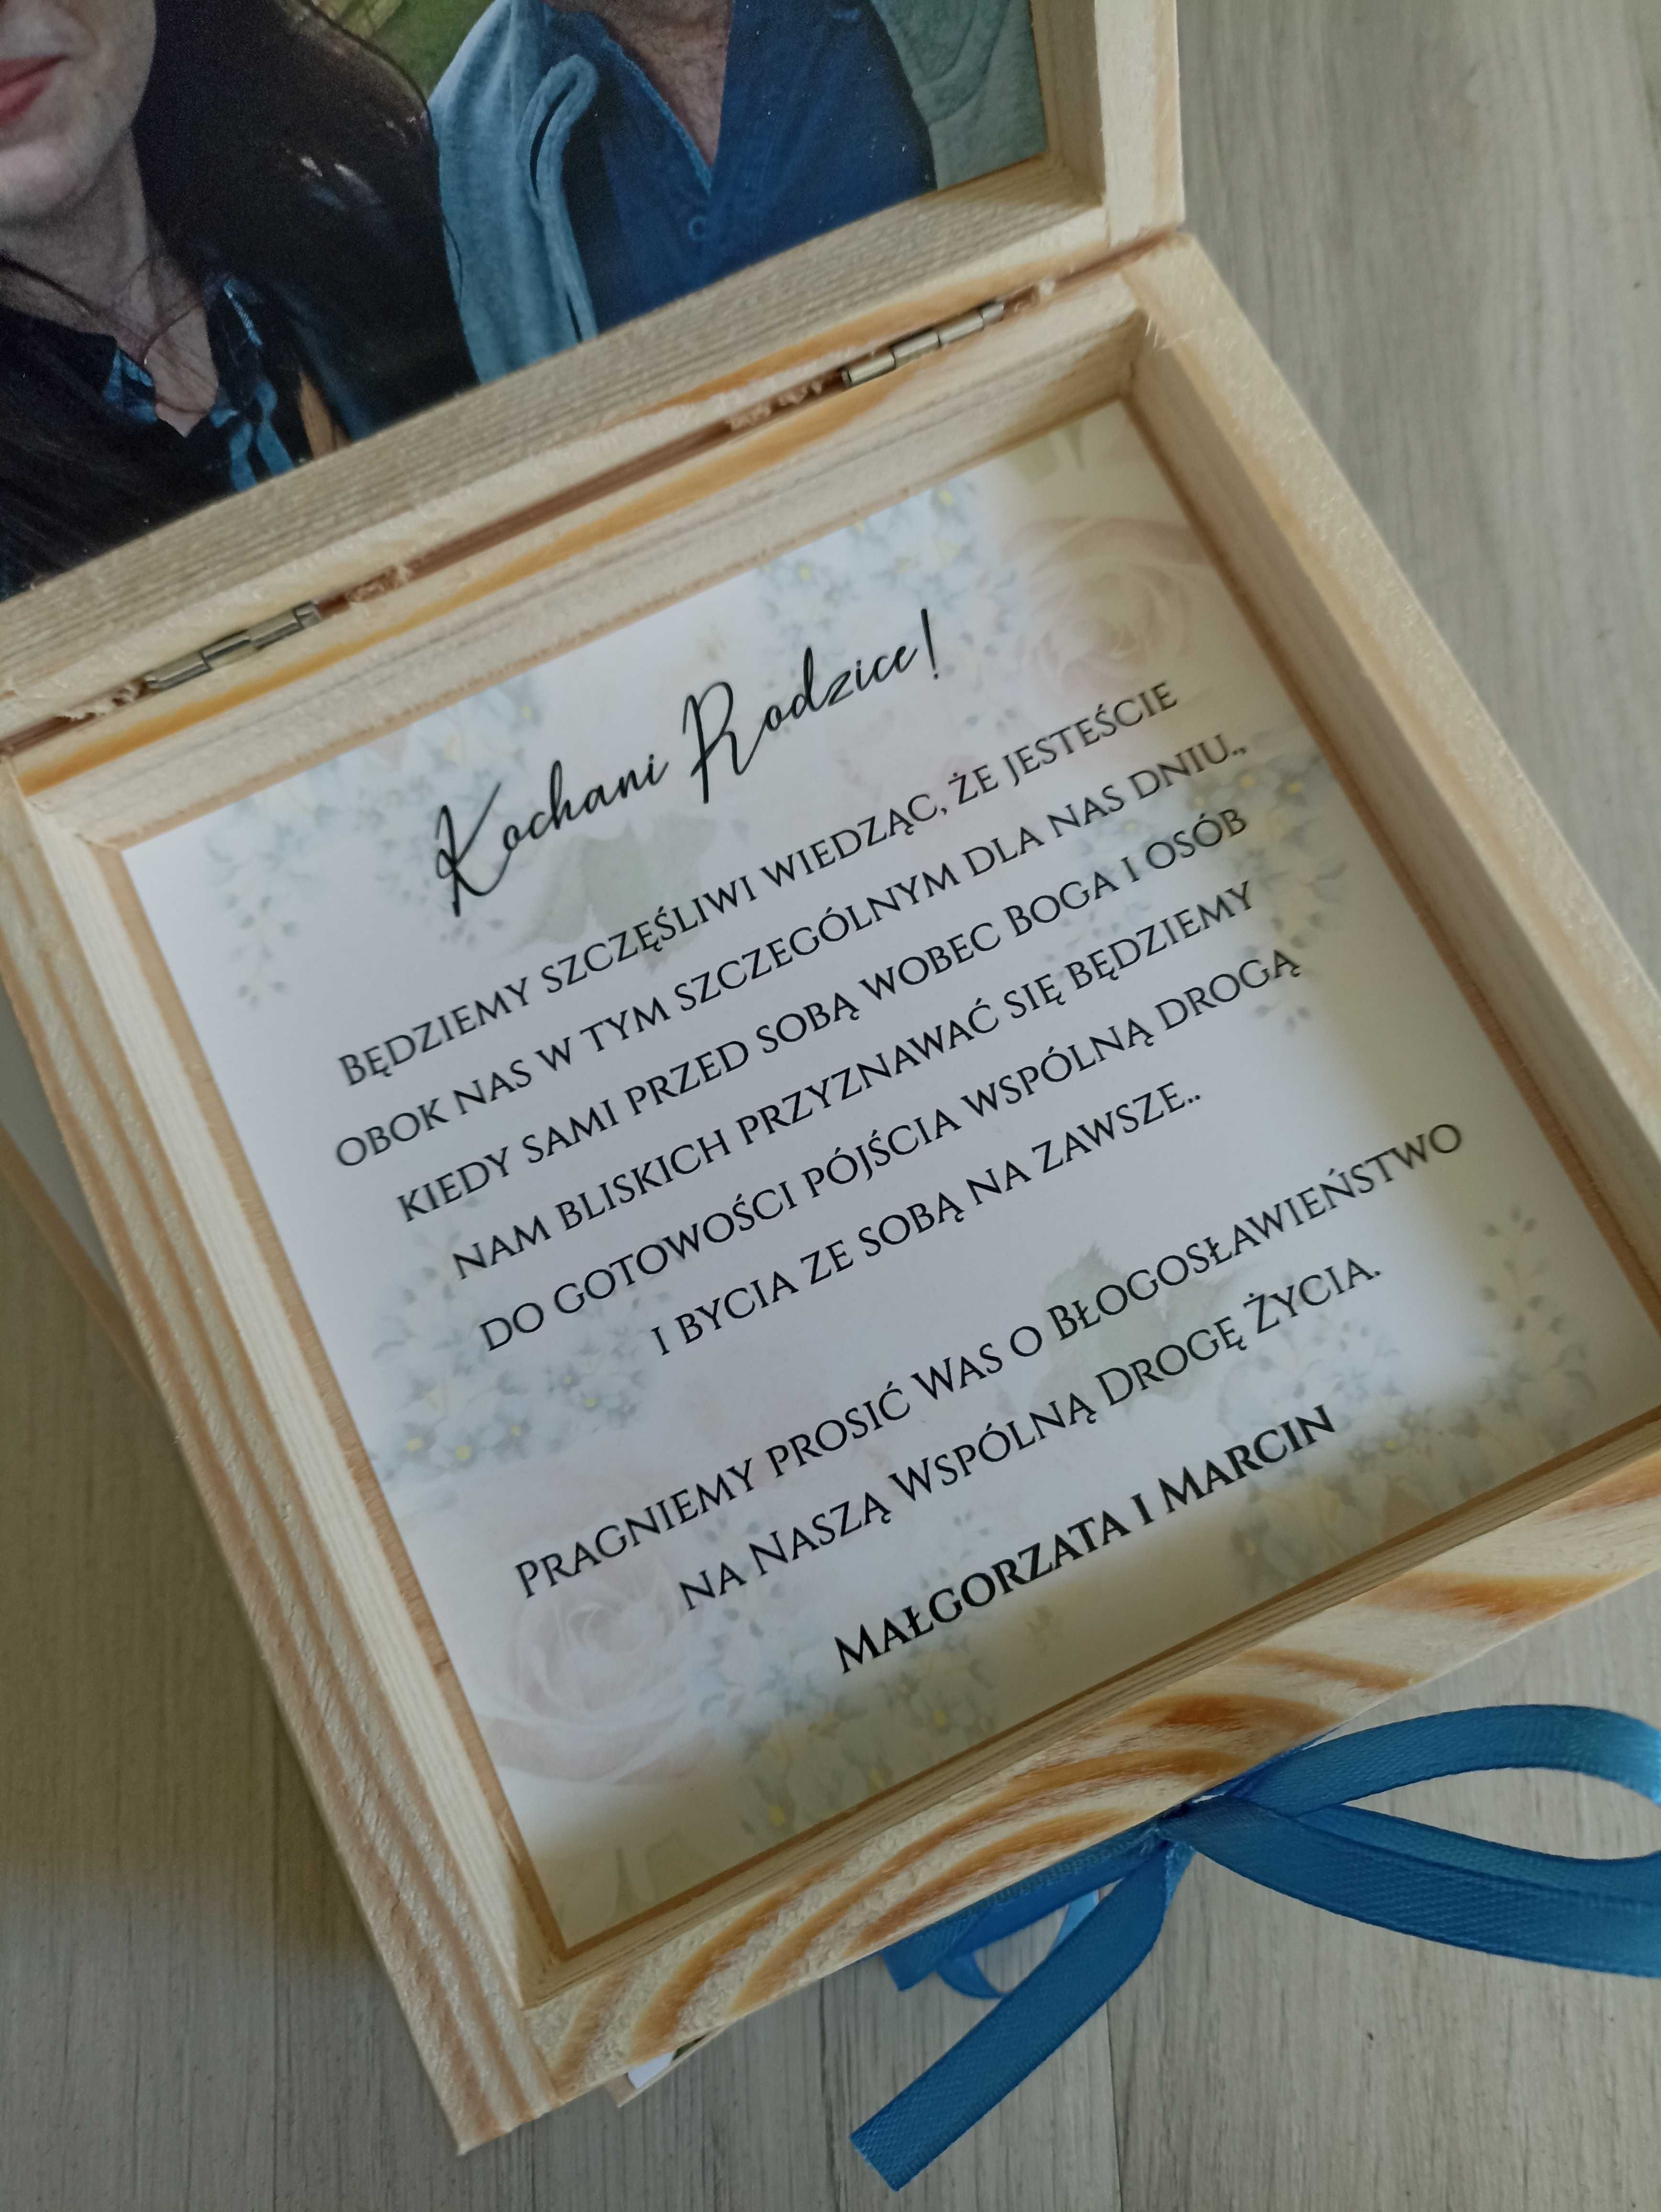 Kochani Rodzice!
BĘDZIEMY SZCZĘŚLIWI WIEDZĄC, ŻE JESTEŚCIE
OBOK NAS W TYM SZCZEGÓLNYM DLA NAS DNIU.,
KIEDY SAMI PRZED SOBĄ WOBEC BOGA I OSÓB
NAM BLISKICH PRZYZNAWAĆ SIĘ BĘDZIEMY
DO GOTOWOŚCI PÓJŚCIA WSPÓLNĄ DROGĄ
I BYCIA ZE SOBĄ NA ZAWSZE..
PRAGNIEMY PROSIĆ WAS O BŁOGOSŁAWIEŃSTWO
NA NASZĄ WSPÓLNĄ DROGĘ ŻYCIA.
MAŁGORZATA I MARCIN